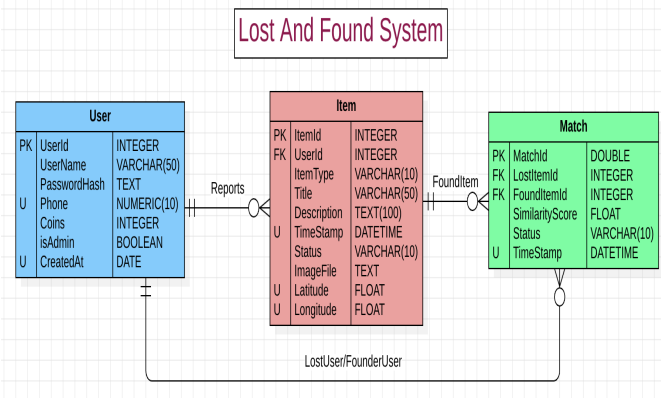 Lost And Found System
User
PK UserId INTEGER
UserName VARCHAR(50)
PasswordHash TEXT
U Phone NUMERIC(10)
Coins INTEGER
isAdmin BOOLEAN
U CreatedAt DATE
Reports
Item
PK ItemId INTEGER
FK UserId INTEGER
ItemType VARCHAR(10)
Title VARCHAR(50)
Description TEXT(100)
U TimeStamp DATETIME
Status VARCHAR(10)
ImageFile TEXT
U Latitude FLOAT
U Longitude FLOAT
FoundItem
Match
PK MatchId DOUBLE
FK LostItemId INTEGER
FK FoundItemId INTEGER
SimilarityScore FLOAT
Status VARCHAR(10)
U TimeStamp DATETIME
LostUser/FounderUser